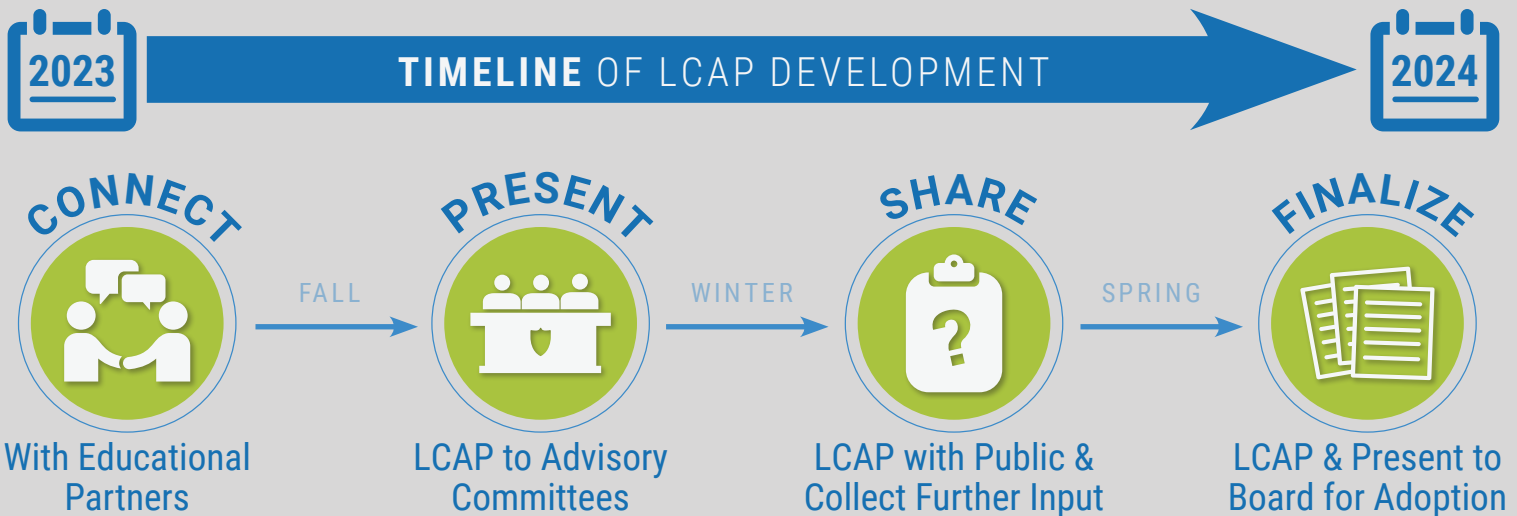 2023
TIMELINE OF LCAP DEVELOPMENT
2024
CONNECT
With Educational
Partners
FALL
PRESENT
LCAP to Advisory
Committees
WINTER
SHARE
?
LCAP with Public &
Collect Further Input
SPRING
FINALIZE
LCAP & Present to
Board for Adoption